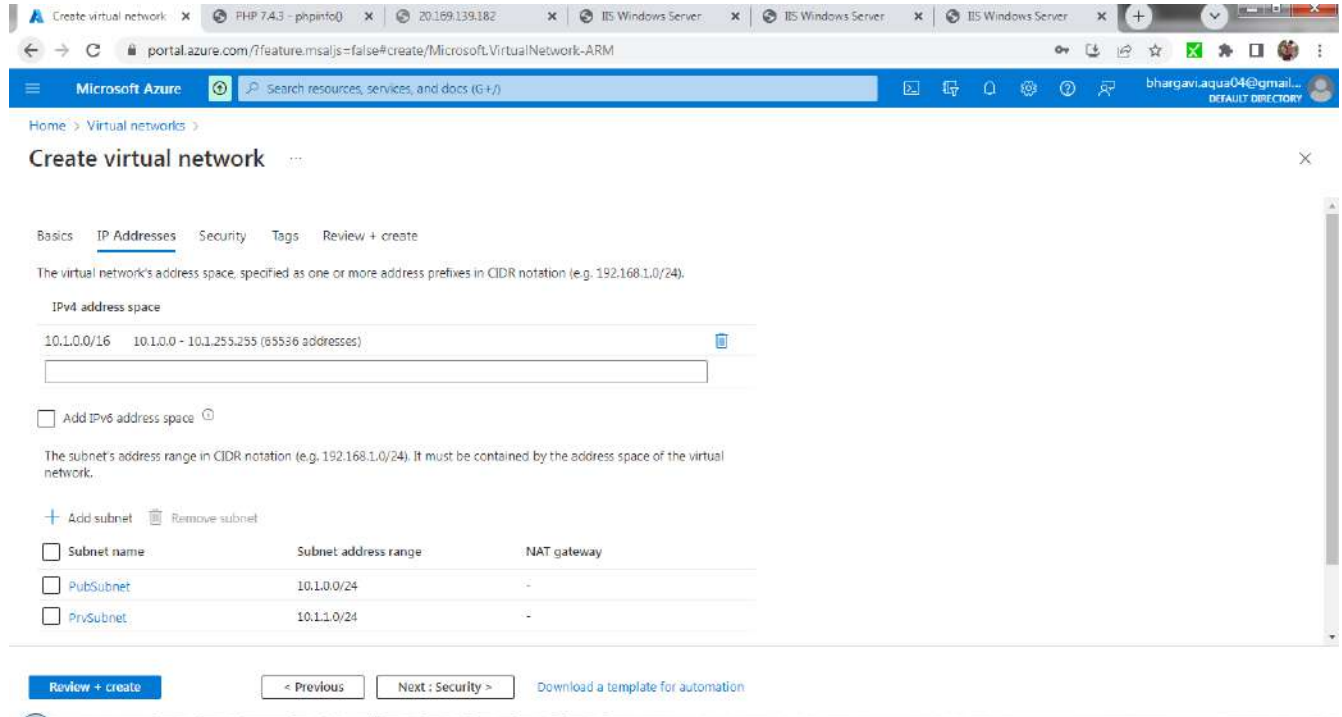 Create virtual network
PHP 7.4.3 - phpinfo()
20.169.139.182
IIS Windows Server
IIS Windows Server
IIS Windows Server
portal.azure.com/?feature.msaljs=false#create/Microsoft.VirtualNetwork-ARM
Microsoft Azure
Search resources, services, and docs (G+/)
bhargavi.aqua04@gmail...
DEFAULT DIRECTORY
Home > Virtual networks >
Create virtual network ...
Basics IP Addresses Security Tags Review + create
The virtual network's address space, specified as one or more address prefixes in CIDR notation (e.g. 192.168.1.0/24).
IPv4 address space
10.1.0.0/16 10.1.0.0 - 10.1.255.255 (65536 addresses)
Add IPv6 address space
The subnet's address range in CIDR notation (e.g. 192.168.1.0/24). It must be contained by the address space of the virtual
network.
+ Add subnet Remove subnet
Subnet name Subnet address range NAT gateway
PubSubnet 10.1.0.0/24 -
PrvSubnet 10.1.1.0/24 -
Review + create < Previous Next : Security > Download a template for automation